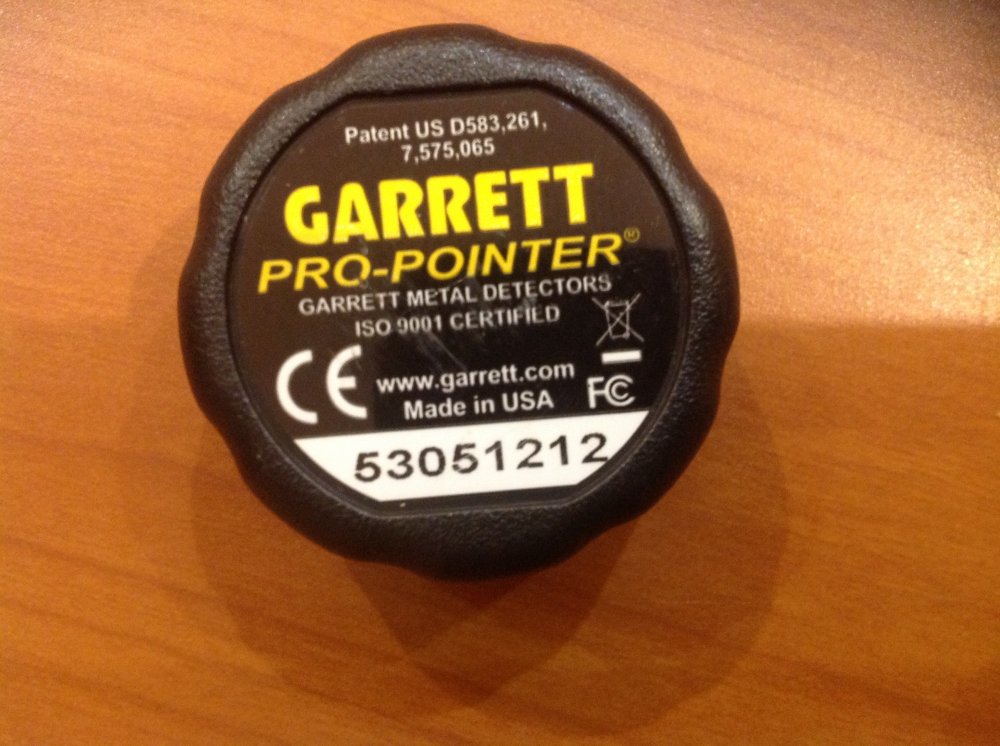 Patent US D583,261,
7,575,065
GARRETT
PRO-POINTER®
GARRETT METAL DETECTORS
ISO 9001 CERTIFIED
CE www.garrett.com
Made in USA FC
53051212